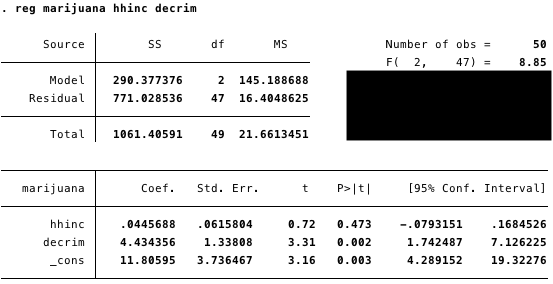 . reg marijuana hhinc decrim
Source SS df MS Number of obs = 50
F( 2, 47) = 8.85
Model 290.377376 2 145.188688
Residual 771.028536 47 16.4048625
Total 1061.40591 49 21.6613451
marijuana Coef. Std. Err. t P>|t| [95% Conf. Interval]
hhinc .0445688 .0615804 0.72 0.473 −.0793151 .1684526
decrim 4.434356 1.33808 3.31 0.002 1.742487 7.126225
_cons 11.80595 3.736467 3.16 0.003 4.289152 19.32276